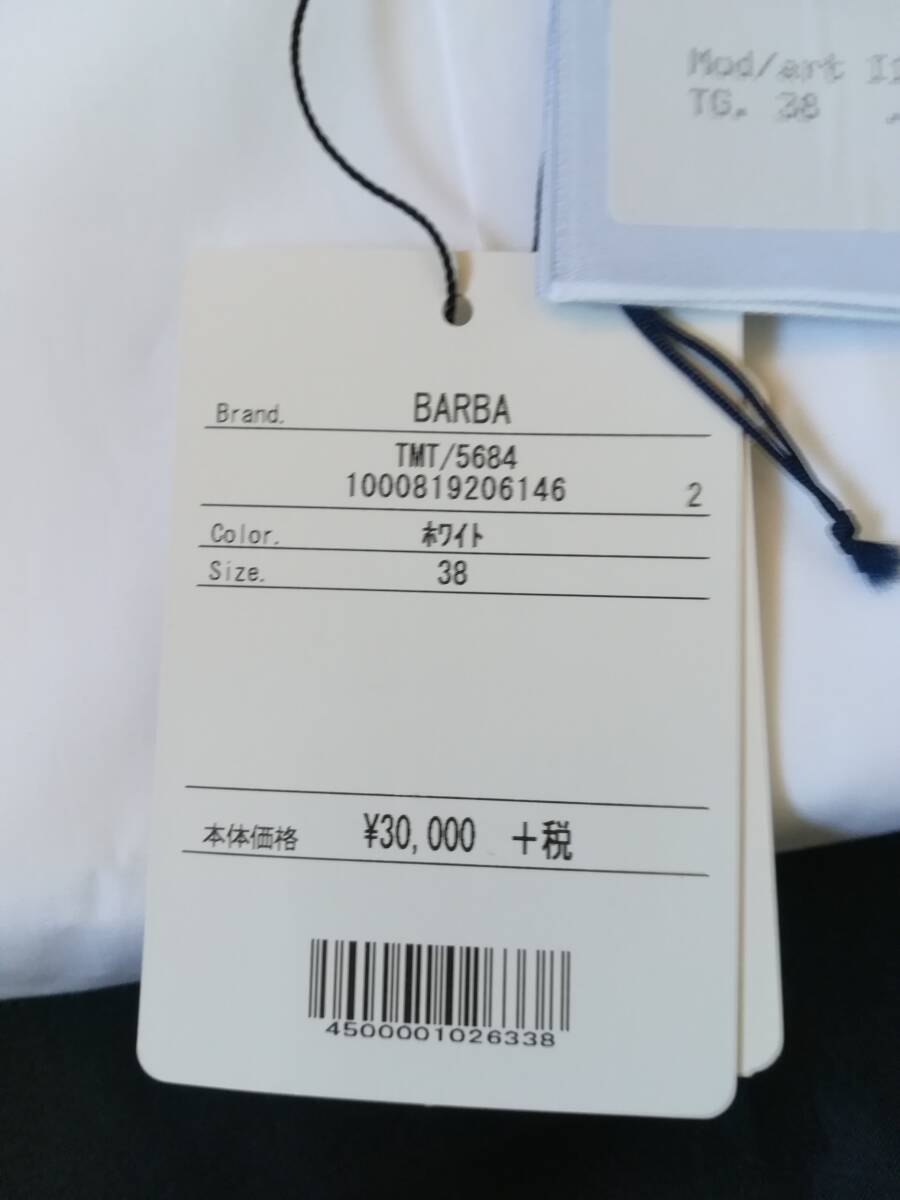 Mod/art
TG. 38
Brand. BARBA
TMT/5684
1000819206146 2
Color. ホワイト
Size. 38
本体価格 ¥30,000 +税
4500001026338